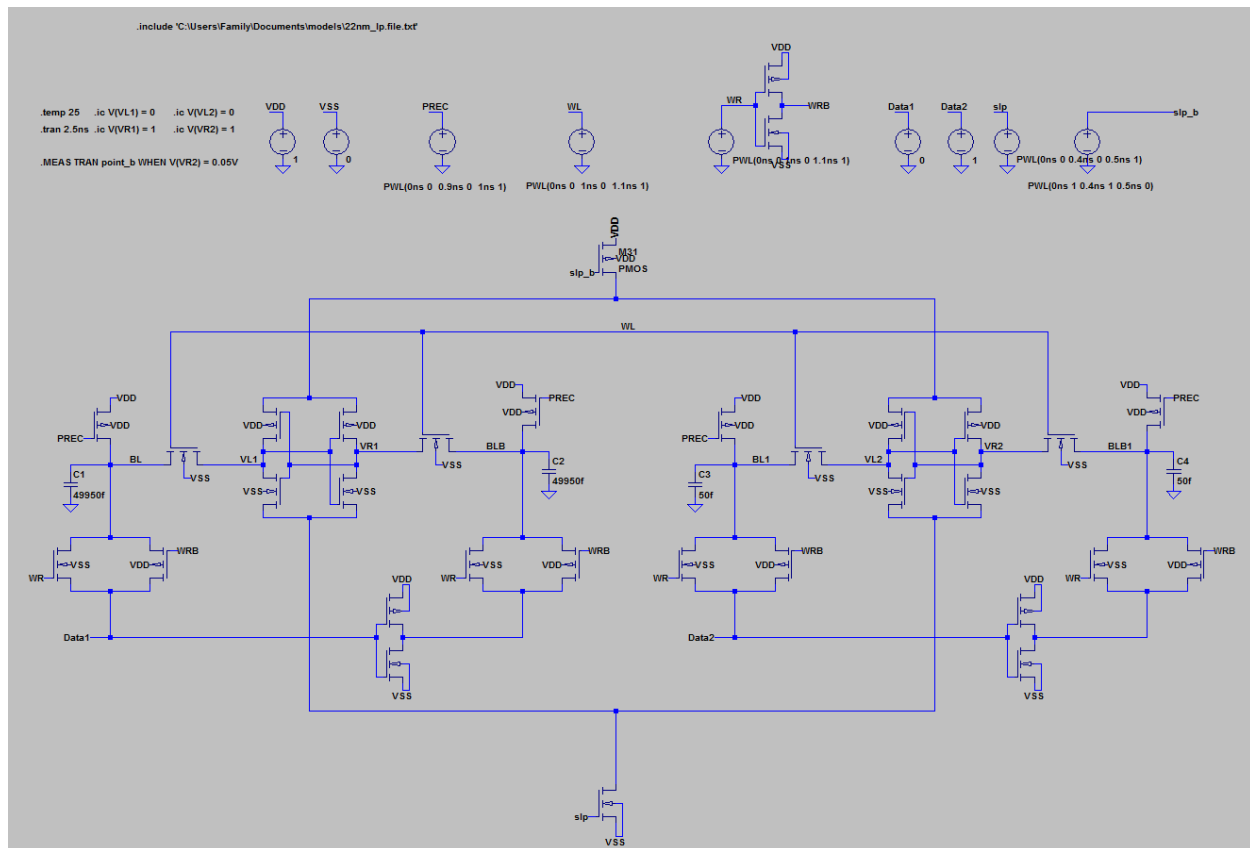 .include 'C:\Users\Family\Documents\models\22nm_lp.file.txt'
VDD
.temp 25 .ic V(VL1) = 0 .ic V(VL2) = 0
.tran 2.5ns .ic V(VR1) = 1 .ic V(VR2) = 1
.MEAS TRAN point_b WHEN V(VR2) = 0.05V
VDD
1
VSS
0
PREC
PWL(0ns 0 0.9ns 0 1ns 1)
WL
PWL(0ns 0 1ns 0 1.1ns 1)
WR
WRB
PWL(0ns 0 1ns 0 1.1ns 1)
VSS
Data1
0
Data2
1
slp
PWL(0ns 0 0.4ns 0 0.5ns 1)
slp_b
PWL(0ns 1 0.4ns 1 0.5ns 0)
VDD
M31
VDD
PMOS
slp_b
WL
VDD
VDD
PREC
BL
C1
49950f
VSS
VL1
VDD
VDD
VSS
VSS
VR1
VSS
BLB
VDD
VDD
PREC
C2
49950f
VDD
VDD
PREC
BL1
C3
50f
VSS
VL2
VDD
VDD
VSS
VSS
VR2
VSS
BLB1
VDD
VDD
PREC
C4
50f
WR
VSS
VDD
WRB
WR
VSS
VDD
WRB
WR
VSS
VDD
WRB
WR
VSS
VDD
WRB
Data1
VDD
VSS
Data2
VDD
VSS
slp
VSS